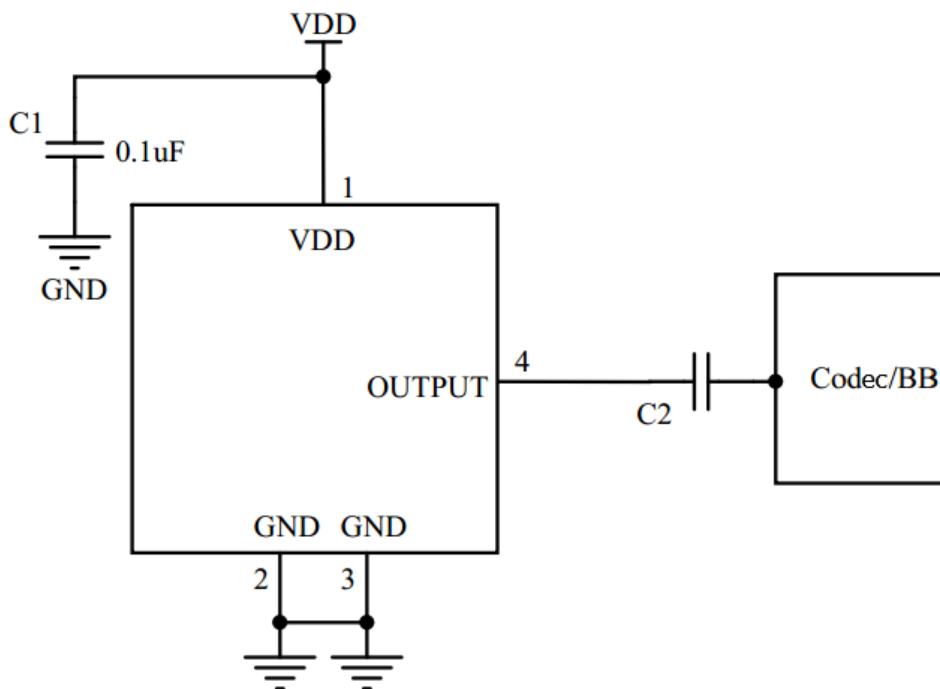 VDD
C1
0.1uF
1
VDD
GND
4
OUTPUT
Codec/BB
C2
GND GND
2 3